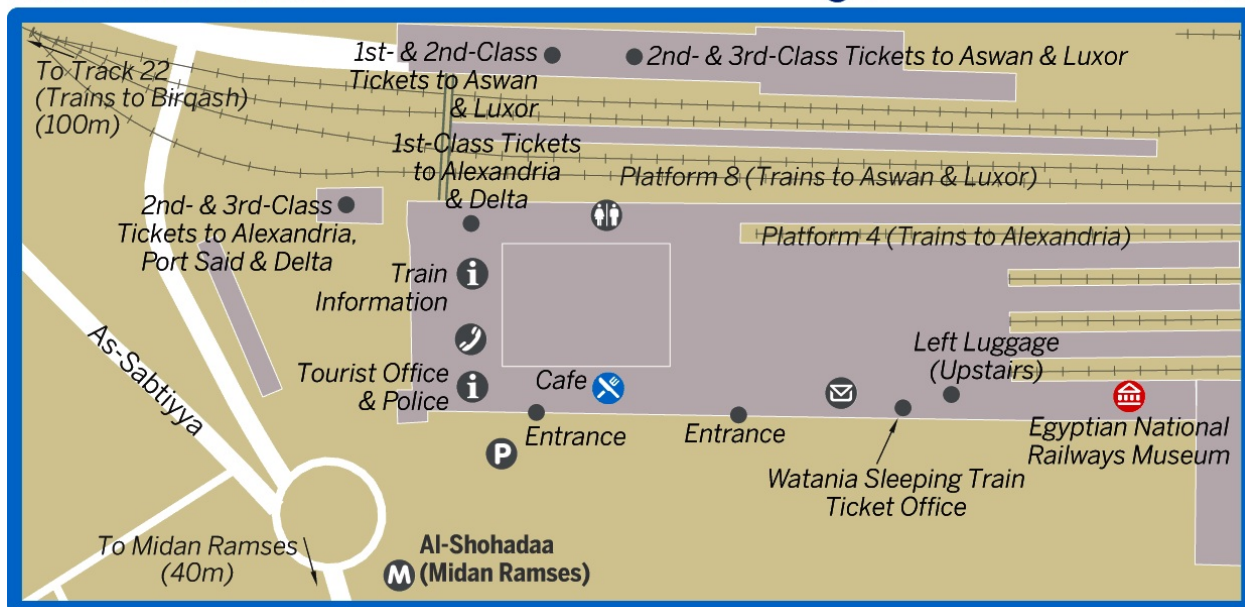 1st- & 2nd-Class
Tickets to Aswan
& Luxor
2nd- & 3rd-Class Tickets to Aswan & Luxor
To Track 22
(Trains to Birqash)
(100m)
1st-Class Tickets
to Alexandria
& Delta
Platform 8 (Trains to Aswan & Luxor)
2nd- & 3rd-Class
Tickets to Alexandria,
Port Said & Delta
Platform 4 (Trains to Alexandria)
Train
Information
As-Sabtiyya
Tourist Office
& Police
Cafe
Left Luggage
(Upstairs)
Entrance
Entrance
P
Egyptian National
Railways Museum
Watania Sleeping Train
Ticket Office
To Midan Ramses
(40m)
M
Al-Shohadaa
(Midan Ramses)